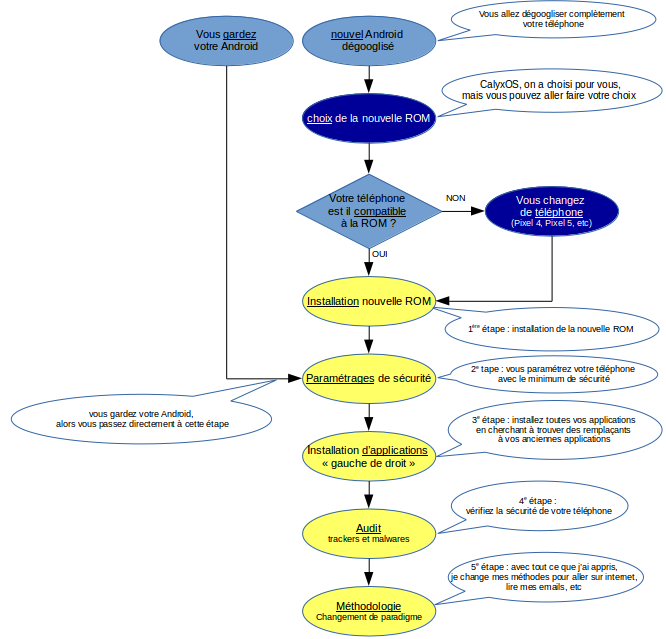 Vous gardez
votre Android
nouvel Android
dégooglisé
Vous allez dégoogliser complètement
votre téléphone
choix de la nouvelle ROM
CalyxOS, on a choisi pour vous,
mais vous pouvez aller faire votre choix
Votre téléphone
est il compatible
à la ROM ?
NON
Vous changez
de téléphone
(Pixel 4, Pixel 5, etc)
OUI
Installation nouvelle ROM
1ère étape : installation de la nouvelle ROM
Paramétrages de sécurité
2e tape : vous paramétrez votre téléphone
avec le minimum de sécurité
vous gardez votre Android,
alors vous passez directement à cette étape
Installation d'applications
« gauche de droit »
3e étape : installez toutes vos applications
en cherchant à trouver des remplaçants
à vos anciennes applications
Audit
trackers et malwares
4e étape :
vérifiez la sécurité de votre téléphone
Méthodologie
Changement de paradigme
5e étape : avec tout ce que j'ai appris,
je change mes méthodes pour aller sur internet,
lire mes emails, etc